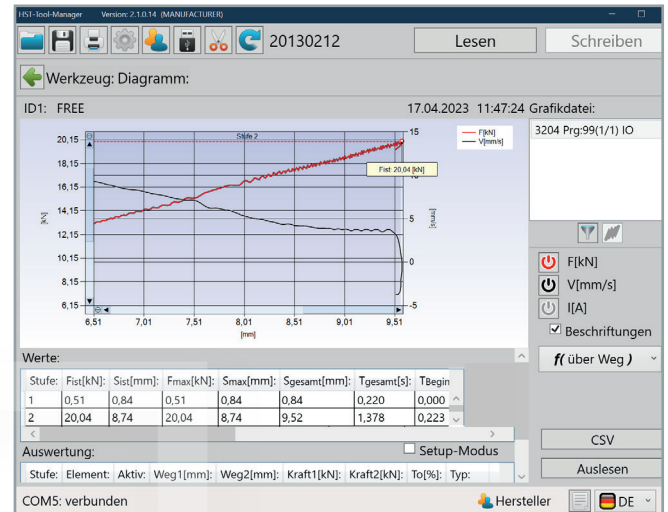 HST-Tool-Manager Version: 2.1.0.14 (MANUFACTURER)
20130212 Lesen Schreiben
Werkzeug: Diagramm:
ID1: FREE 17.04.2023 11:47:24 Grafikdatei:
3204 Prg:99(1/1) IO
Stufe 2
F[kN]
V[mm/s]
Fist: 20,04 [kN]
20,15
18,15
16,15
14,15
12,15
10,15
8,15
6,15
[kN]
15
10
5
0
-5
[mm/s]
6,51 7,01 7,51 8,01 8,51 9,01 9,51
[mm]
F[kN]
V[mm/s]
I[A]
Beschriftungen
f( über Weg )
Werte:
Stufe: Fist[kN]: Sist[mm]: Fmax[kN]: Smax[mm]: Sgesamt[mm]: Tgesamt[s]: TBegin
1 0,51 0,84 0,51 0,84 0,84 0,220 0,000
2 20,04 8,74 20,04 8,74 9,52 1,378 0,223
CSV
Auswertung: Setup-Modus
Auslesen
Stufe: Element: Aktiv: Weg1[mm]: Weg2[mm]: Kraft1[kN]: Kraft2[kN]: To[%]: Typ:
COM5: verbunden Hersteller DE